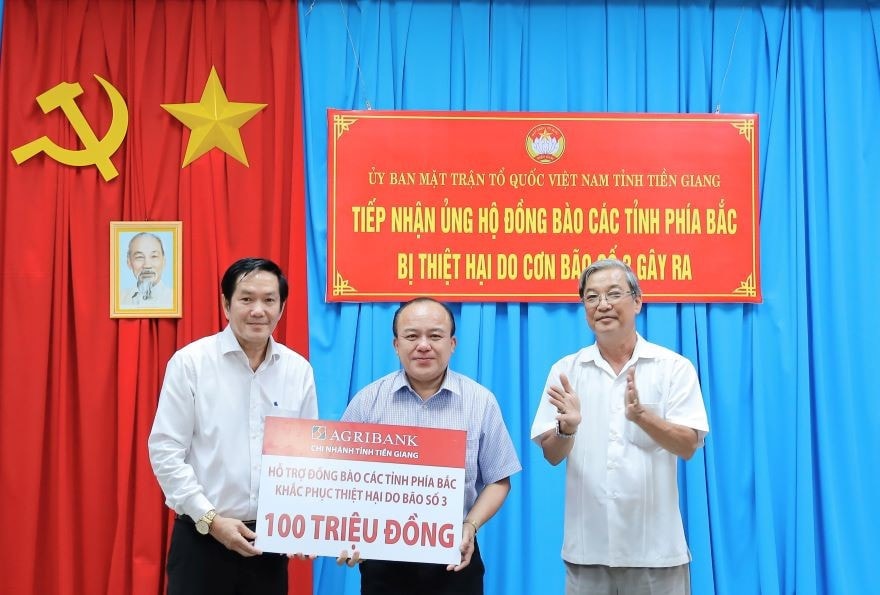 ỦY BAN MẶT TRẬN TỔ QUỐC VIỆT NAM TỈNH TIỀN GIANG
TIẾP NHẬN ỦNG HỘ ĐỒNG BÀO CÁC TỈNH PHÍA BẮC
BỊ THIỆT HẠI DO CƠN BÃO SỐ 3 GÂY RA
AGRIBANK
CHI NHÁNH TỈNH TIỀN GIANG
HỖ TRỢ ĐỒNG BÀO CÁC TỈNH PHÍA BẮC
KHẮC PHỤC THIỆT HẠI DO BÃO SỐ 3
100 TRIỆU ĐỒNG